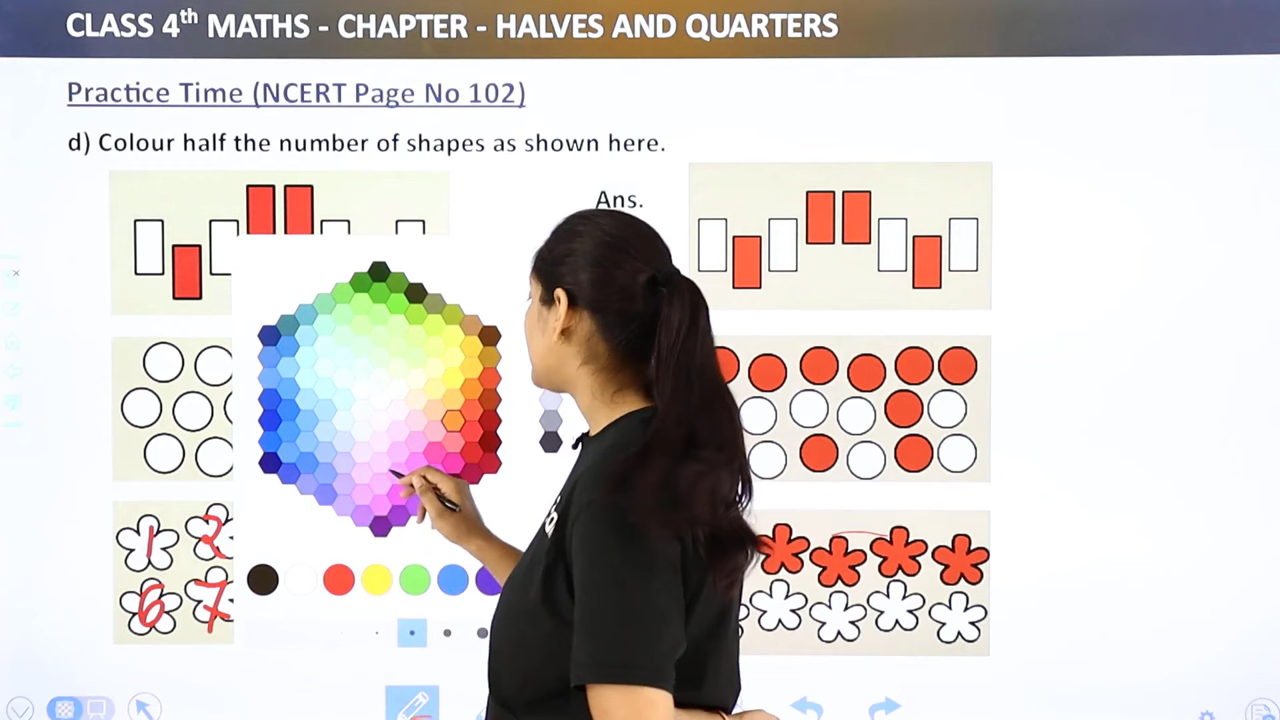 CLASS 4th MATHS - CHAPTER - HALVES AND QUARTERS
Practice Time (NCERT Page No 102)
d) Colour half the number of shapes as shown here.
Ans.
1 2
6 7